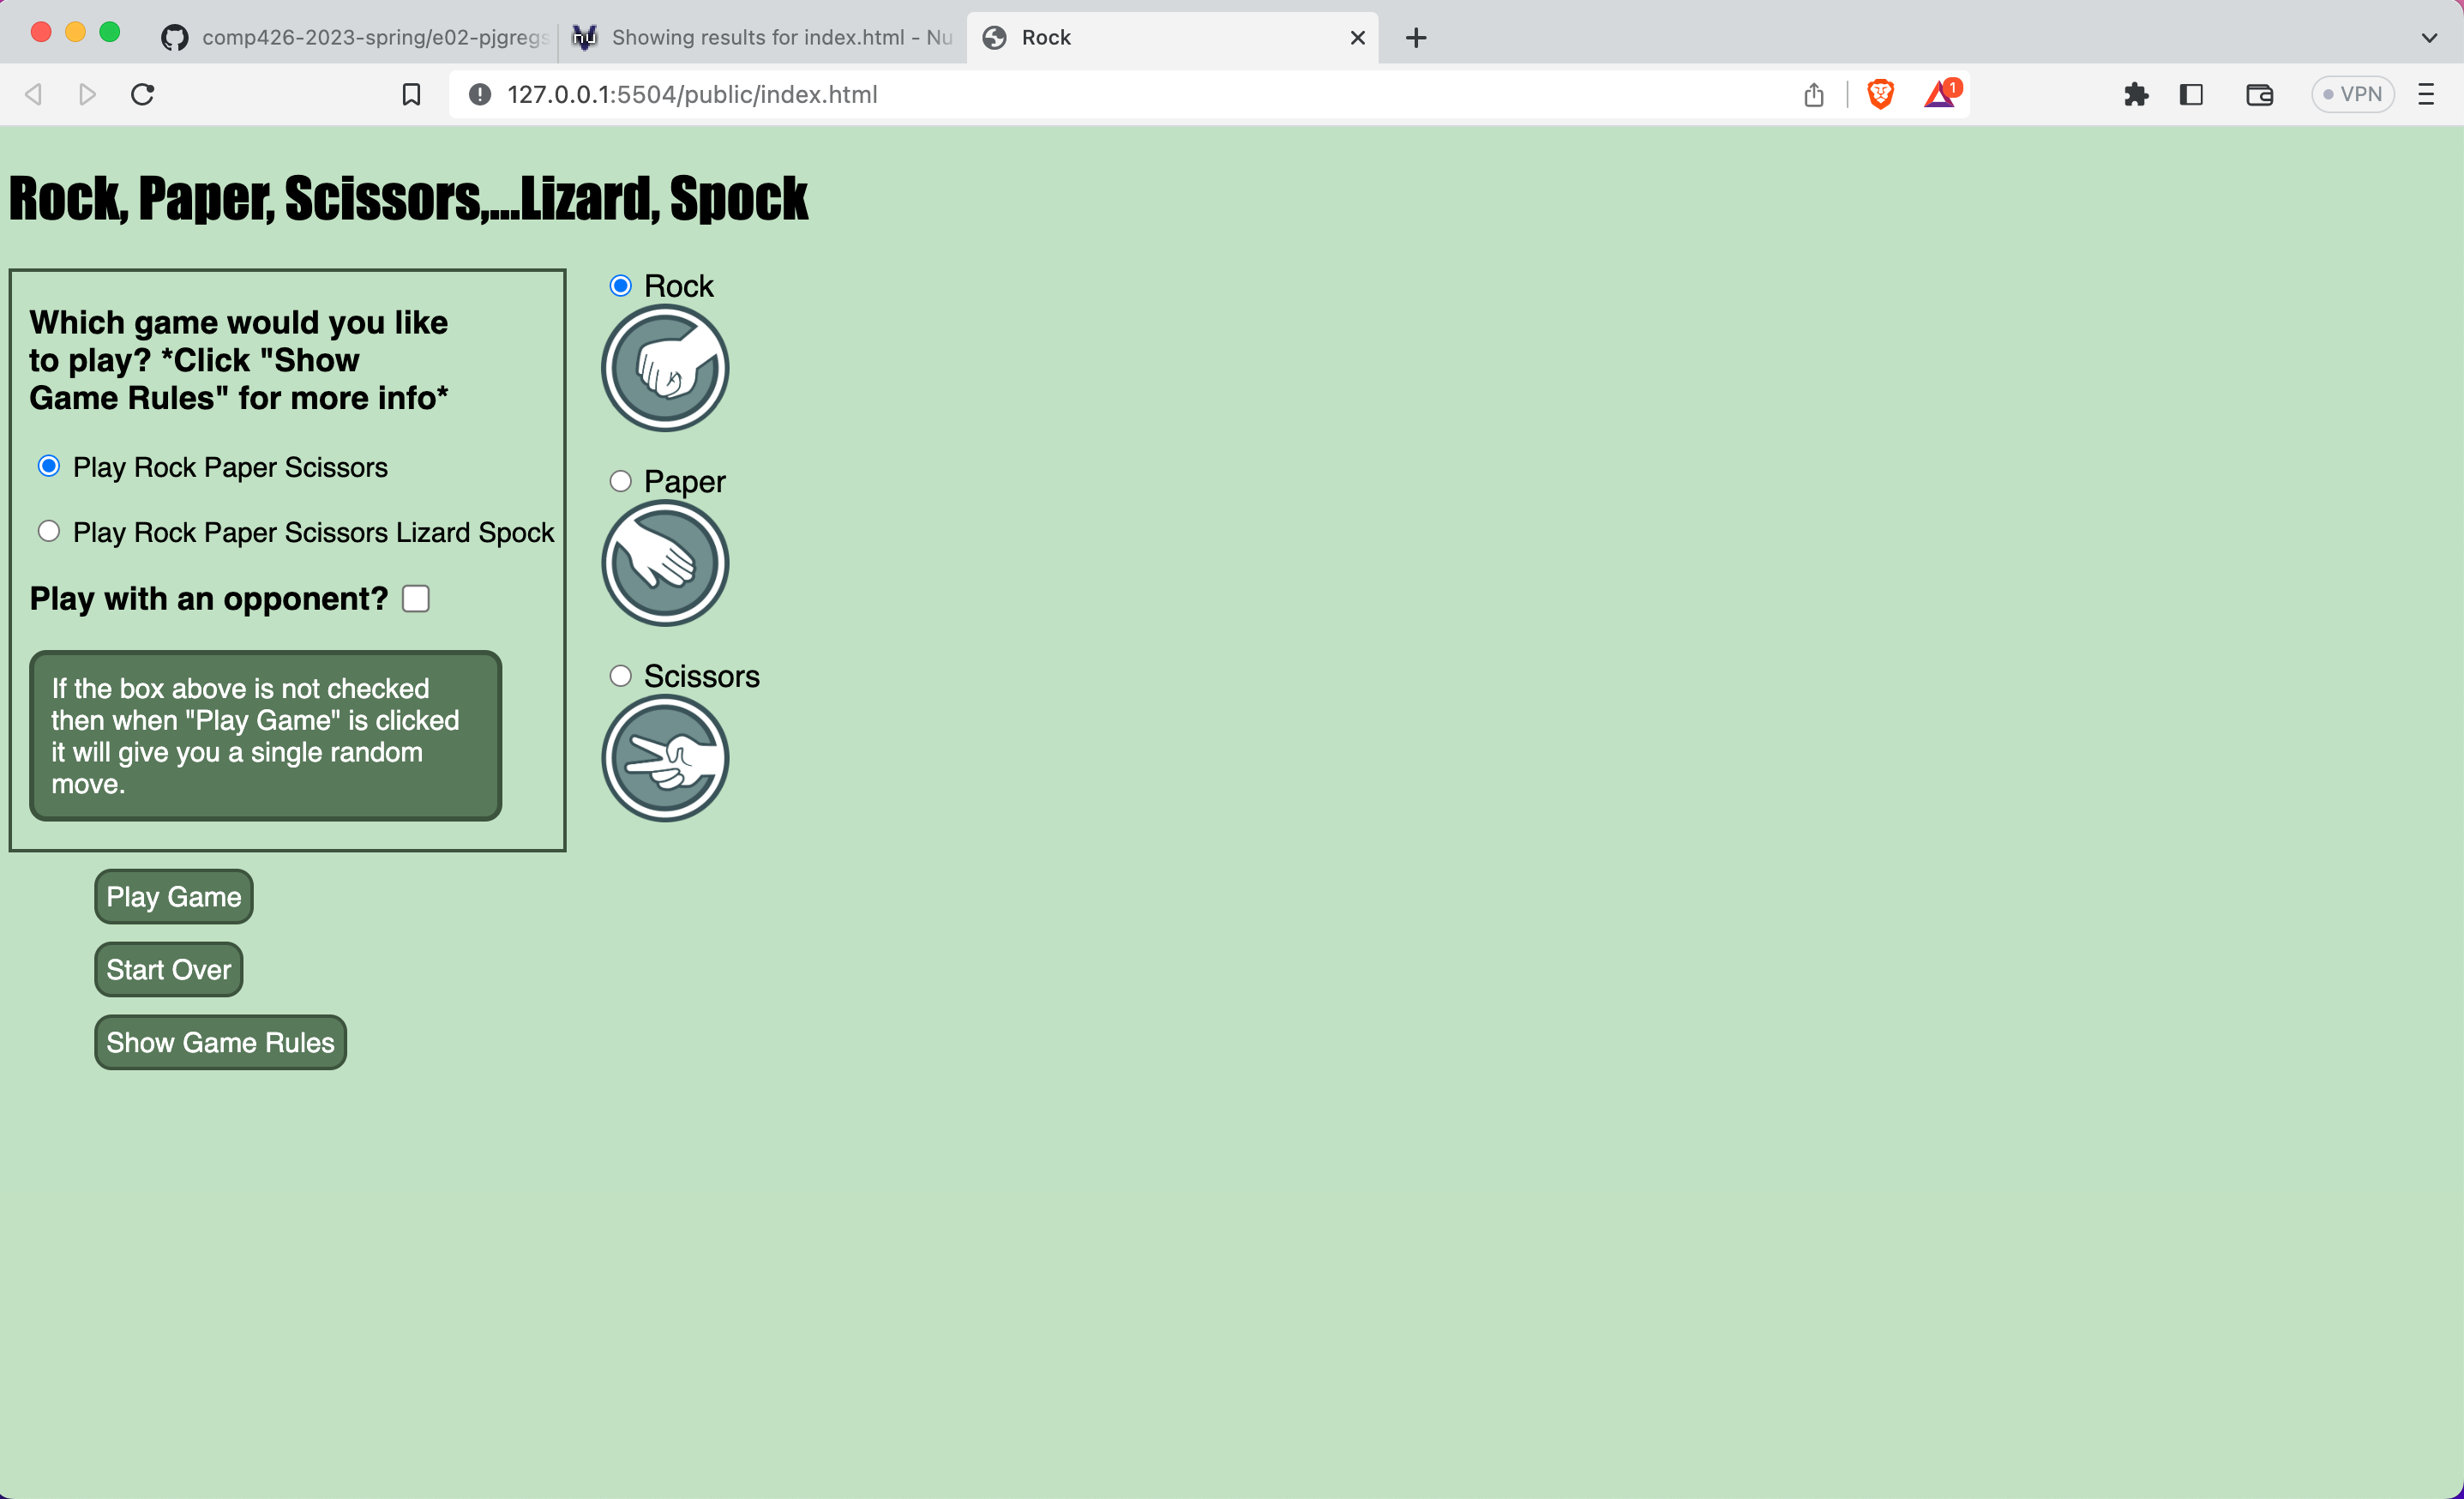 comp426-2023-spring/e02-pjgregs
nu
Showing results for index.html - Nu
Rock
127.0.0.1:5504/public/index.html
1
VPN
Rock, Paper, Scissors,...Lizard, Spock
Which game would you like
to play? *Click "Show
Game Rules" for more info*
Play Rock Paper Scissors
Play Rock Paper Scissors Lizard Spock
Play with an opponent?
If the box above is not checked
then when "Play Game" is clicked
it will give you a single random
move.
Play Game
Start Over
Show Game Rules
Rock
Paper
Scissors